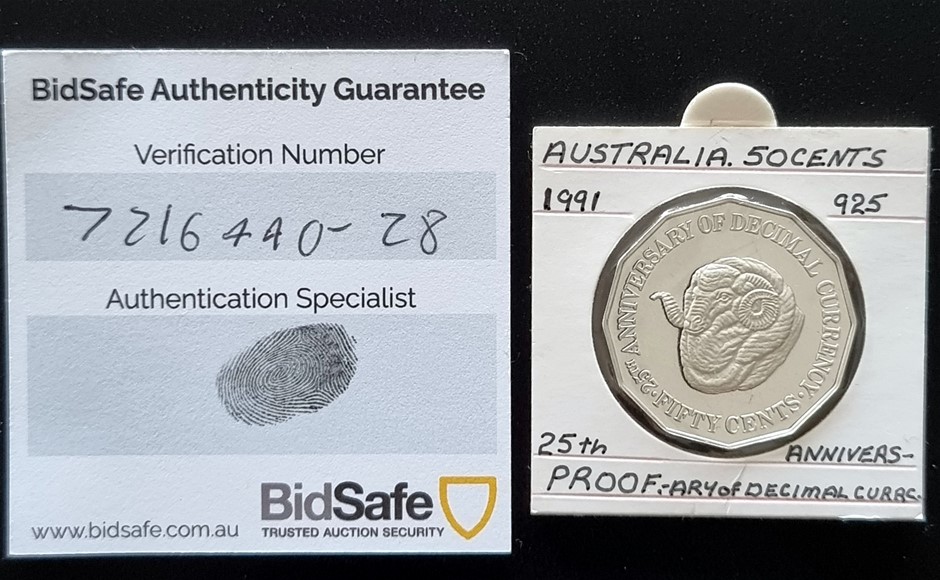 BidSafe Authenticity Guarantee
Verification Number
7216440-28
Authentication Specialist
BidSafe
TRUSTED AUCTION SECURITY
www.bidsafe.com.au
AUSTRALIA. 50CENTS
1991 925
25TH ANNIVERSARY OF DECIMAL CURRENCY
FIFTY CENTS
25th ANNIVERS-
PROOF.-ARY OF DECIMAL CURRC.